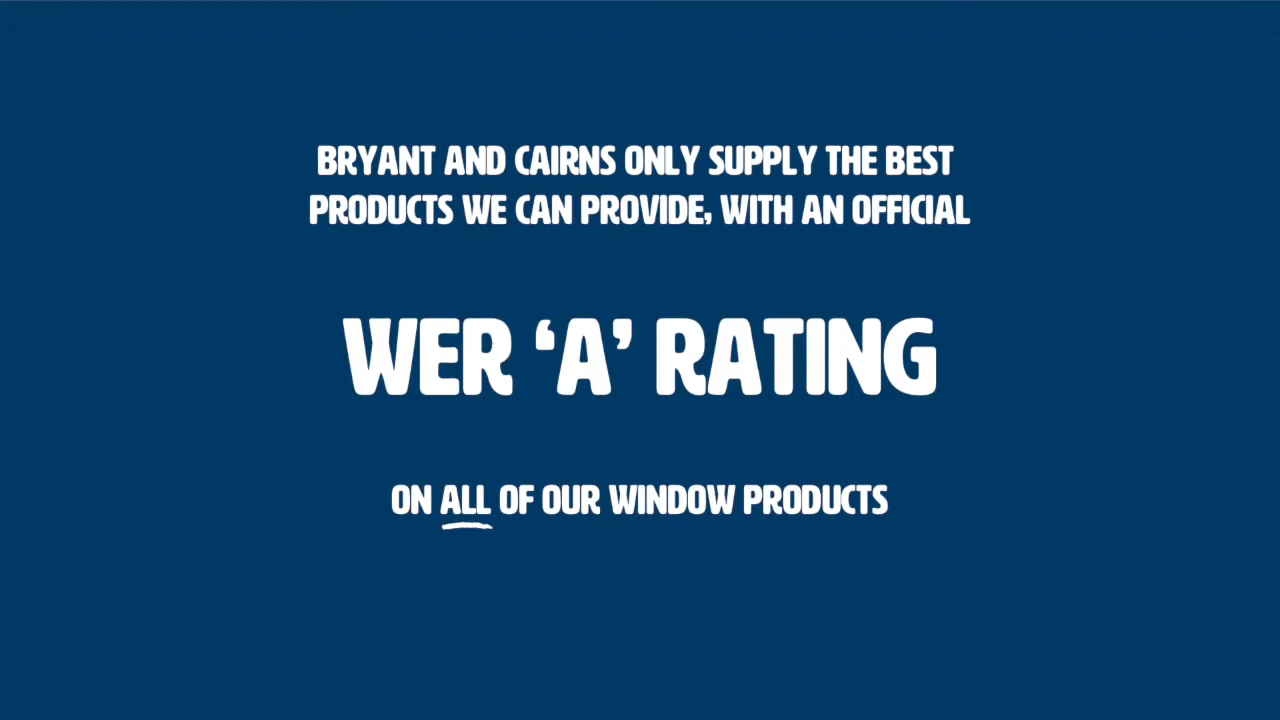 BRYANT AND CAIRNS ONLY SUPPLY THE BEST
PRODUCTS WE CAN PROVIDE, WITH AN OFFICIAL
WER ‘A’ RATING
ON ALL OF OUR WINDOW PRODUCTS